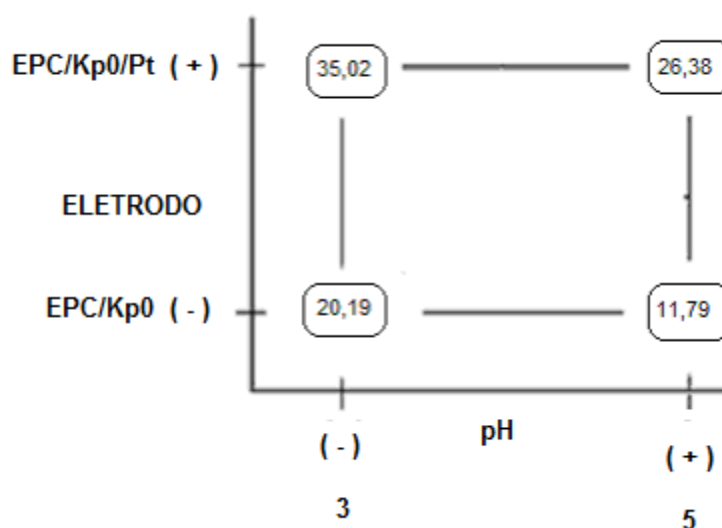 EPC/Kp0/Pt ( + )
35,02
26,38
ELETRODO
EPC/Kp0 ( - )
20,19
11,79
( - )
pH
( + )
3
5